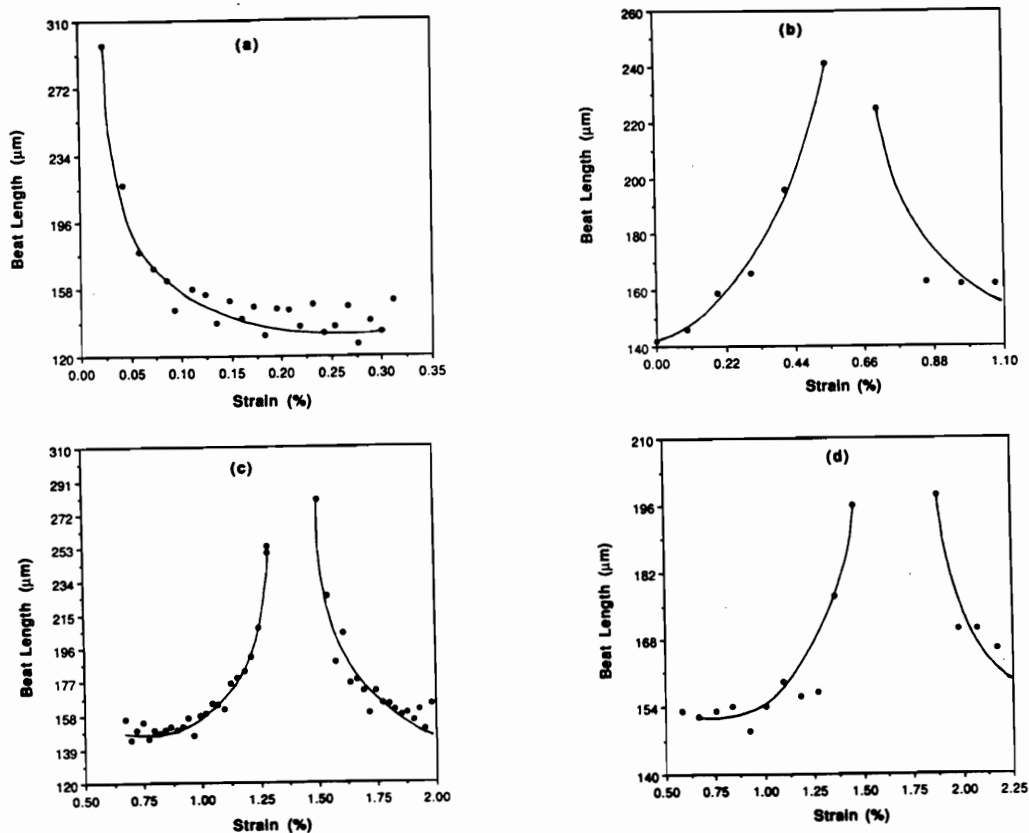 (a)
Beat Length (μm)
310
272
234
196
158
120
0.00 0.05 0.10 0.15 0.20 0.25 0.30 0.35
Strain (%)
(b)
Beat Length (μm)
260
240
220
200
180
160
140
0.00 0.22 0.44 0.66 0.88 1.10
Strain (%)
(c)
Beat Length (μm)
310
291
272
253
234
215
196
177
158
139
120
0.50 0.75 1.00 1.25 1.50 1.75 2.00
Strain (%)
(d)
Beat Length (μm)
210
196
182
168
154
140
0.50 0.75 1.00 1.25 1.50 1.75 2.00 2.25
Strain (%)